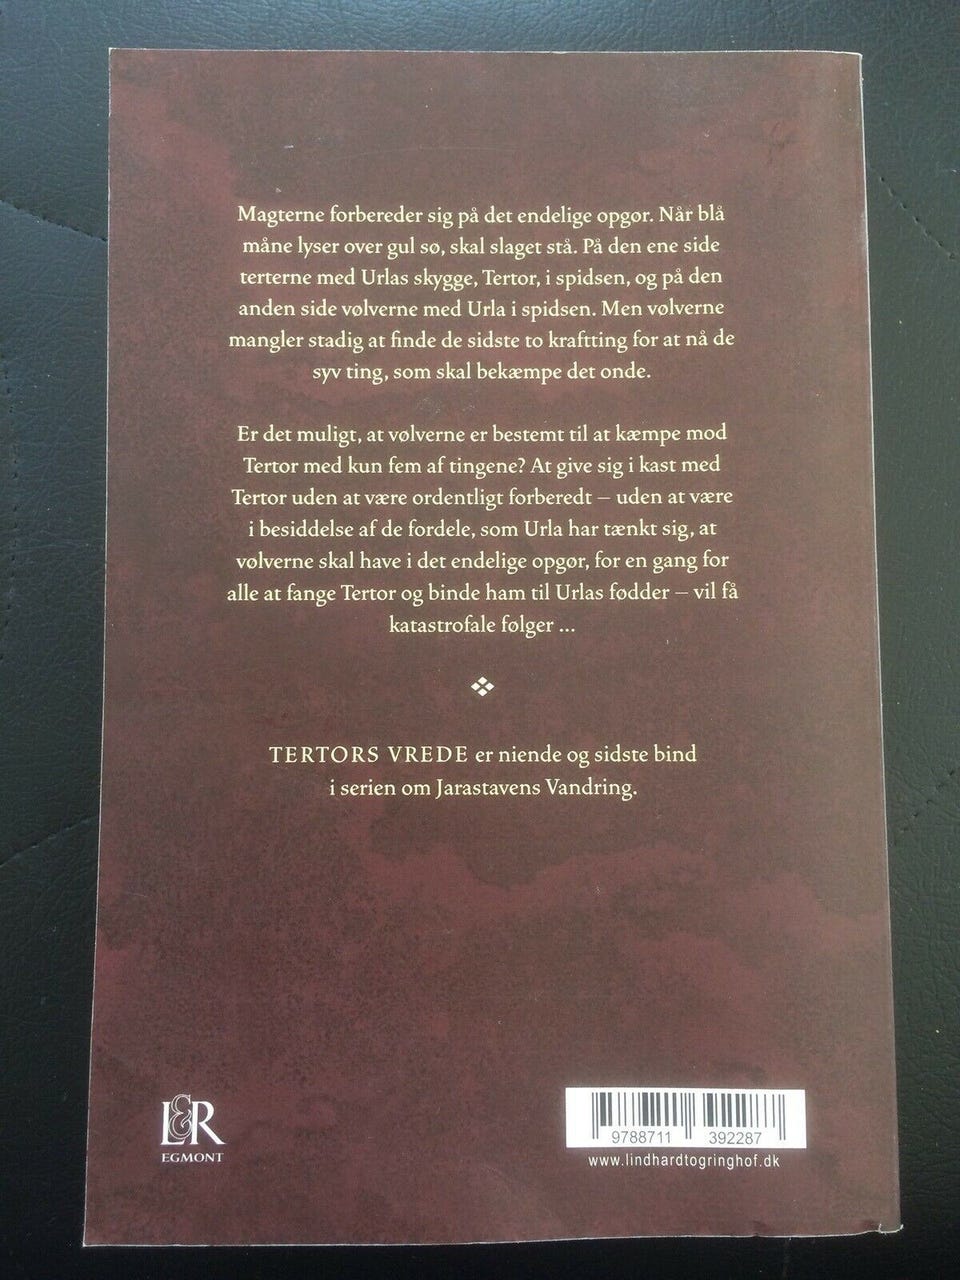 Magterne forbereder sig på det endelige opgør. Når blå
måne lyser over gul sø, skal slaget stå. På den ene side
terterne med Urlas skygge, Tertor, i spidsen, og på den
anden side vølverne med Urla i spidsen. Men vølverne
mangler stadig at finde de sidste to kraftting for at nå de
syv ting, som skal bekæmpe det onde.
Er det muligt, at vølverne er bestemt til at kæmpe mod
Tertor med kun fem af tingene? At give sig i kast med
Tertor uden at være ordentligt forberedt – uden at være
i besiddelse af de fordele, som Urla har tænkt sig, at
vølverne skal have i det endelige opgør, for en gang for
alle at fange Tertor og binde ham til Urlas fødder – vil få
katastrofale følger ...
TERTORS VREDE er niende og sidste bind
i serien om Jarastavens Vandring.
L&R
EGMONT
9788711 392287
www.lindhardtogringhof.dk